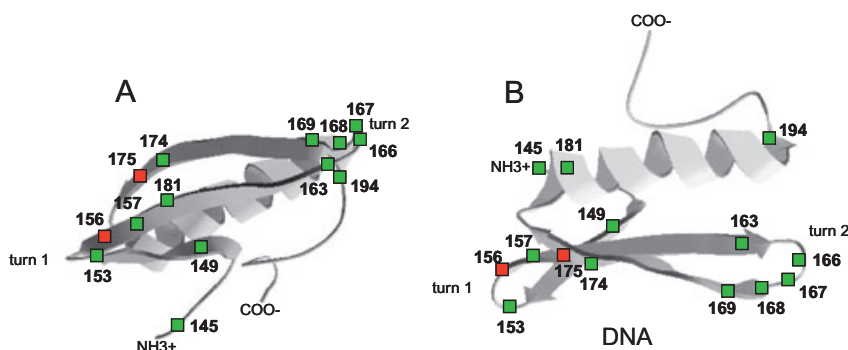 A
167
169 168 turn 2
174
166
175
163
181
194
157
156
turn 1
153
149
145
COO-
NH3+
COO-
B
194
145 181
NH3+
149
163
157
turn 2
156
166
175
turn 1
174
167
169 168
153
DNA